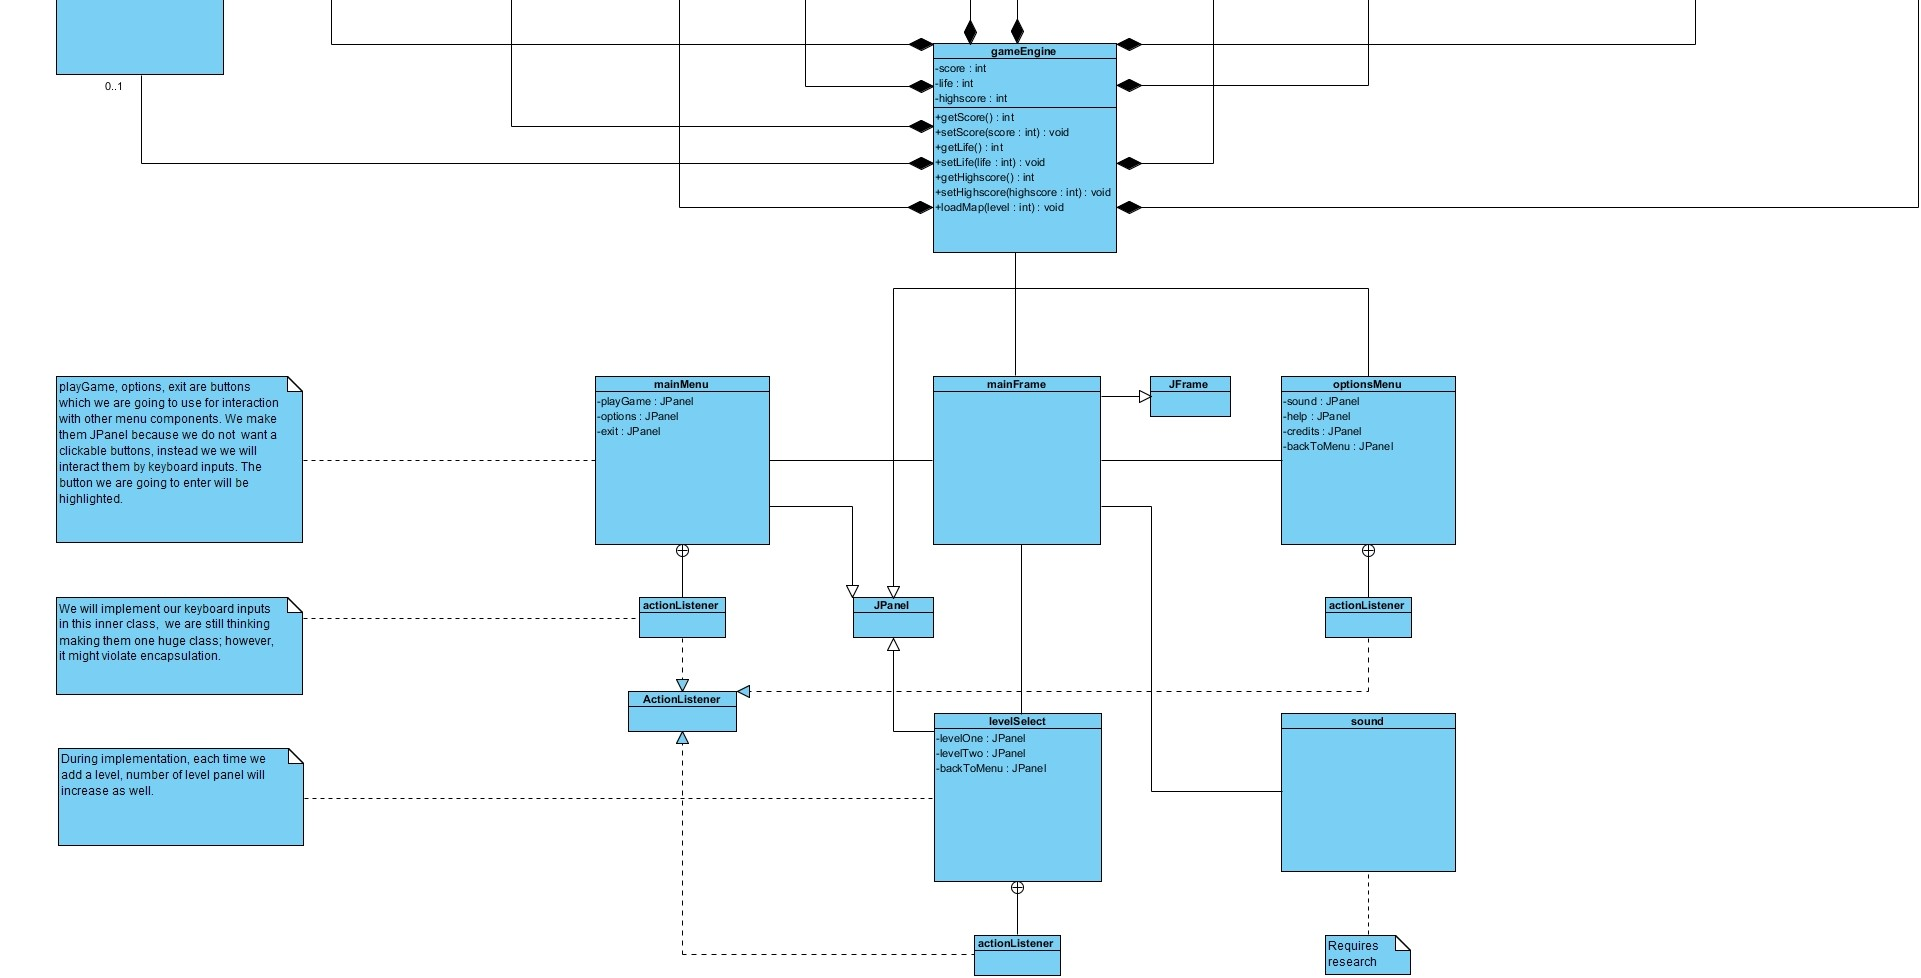 0..1
gameEngine
-score : int
-life : int
-highscore : int
+getScore() : int
+setScore(score : int) : void
+getLife() : int
+setLife(life : int) : void
+getHighscore() : int
+setHighscore(highscore : int) : void
+loadMap(level : int) : void
playGame, options, exit are buttons
which we are going to use for interaction
with other menu components. We make
them JPanel because we do not  want a
clickable buttons, instead we we will
interact them by keyboard inputs. The
button we are going to enter will be
highlighted.
mainMenu
-playGame : JPanel
-options : JPanel
-exit : JPanel
mainFrame
JFrame
optionsMenu
-sound : JPanel
-help : JPanel
-credits : JPanel
-backToMenu : JPanel
We will implement our keyboard inputs
in this inner class,  we are still thinking
making them one huge class; however,
it might violate encapsulation.
actionListener
JPanel
actionListener
ActionListener
During implementation, each time we
add a level, number of level panel will
increase as well.
levelSelect
-levelOne : JPanel
-levelTwo : JPanel
-backToMenu : JPanel
sound
actionListener
Requires
research